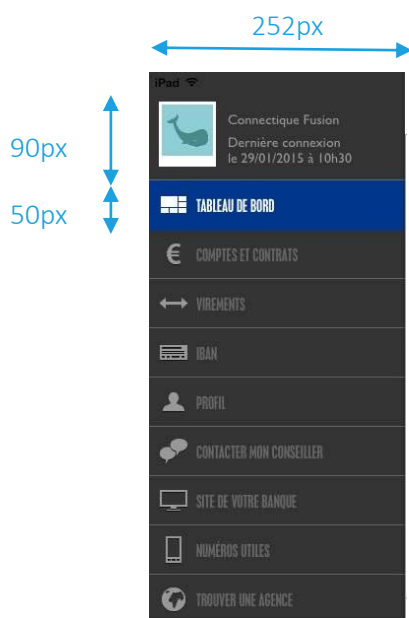 252px
iPad
Connectique Fusion
90px
Dernière connexion
le 29/01/2015 à 10h30
50px
TABLEAU DE BORD
€ COMPTES ET CONTRATS
VIREMENTS
IBAN
PROFIL
CONTACTER MON CONSEILLER
SITE DE VOTRE BANQUE
NUMÉROS UTILES
TROUVER UNE AGENCE